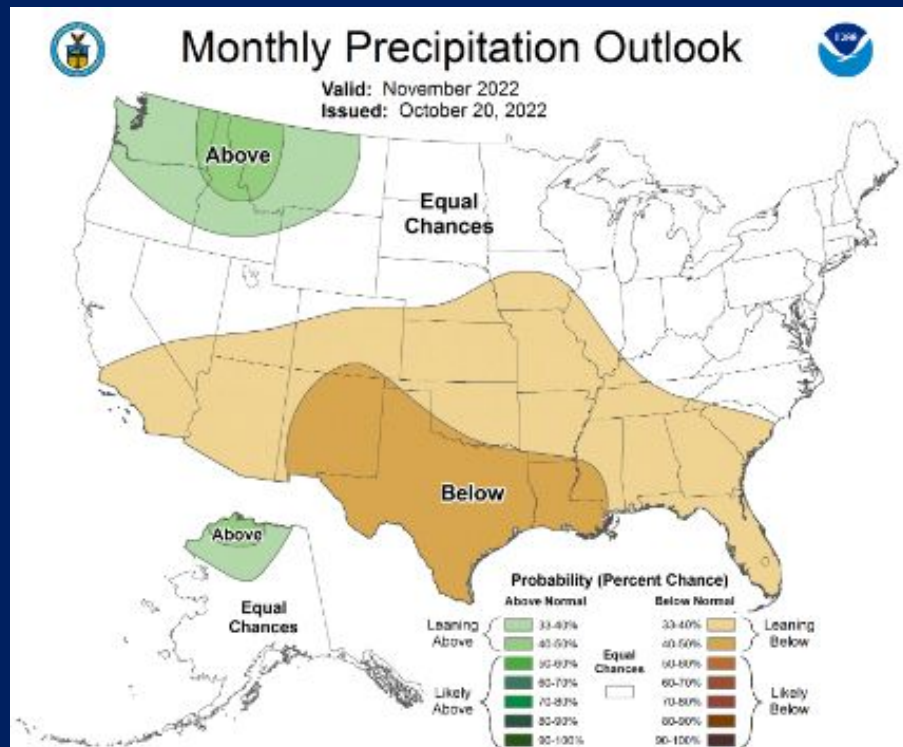 Monthly Precipitation Outlook
Valid: November 2022
Issued: October 20, 2022
Above
Equal
Chances
Below
Above
Equal
Chances
Probability (Percent Chance)
Above Normal
Below Normal
Leaning
Above
33-40%
40-50%
Likely
Above
50-60%
60-70%
70-80%
80-90%
90-100%
Equal
Chances
33-40%
40-50%
Leaning
Below
50-60%
60-70%
70-80%
80-90%
90-100%
Likely
Below